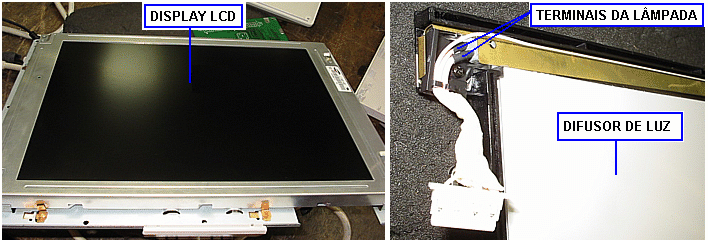 DISPLAY LCD
TERMINAIS DA LÂMPADA
DIFUSOR DE LUZ